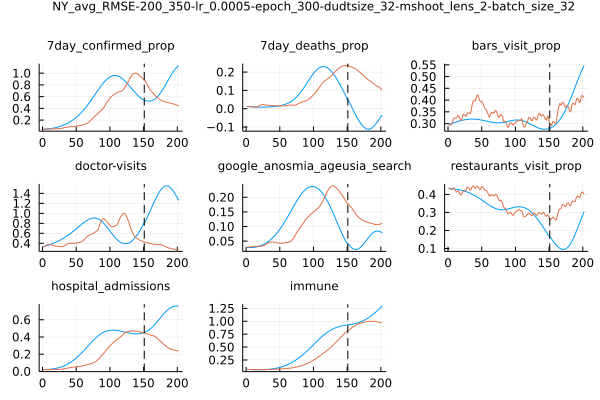 NY_avg_RMSE-200_350-lr_0.0005-epoch_300-dudtsize_32-mshoot_lens_2-batch_size_32
7day_confirmed_prop 7day_deaths_prop bars_visit_prop
1.0 0.8 0.6 0.4 0.2
0.2 0.1 0.0 −0.1
0.55 0.50 0.45 0.40 0.35 0.30
0 50 100 150 200 0 50 100 150 200 0 50 100 150 200
doctor-visits google_anosmia_ageusia_search restaurants_visit_prop
1.4 1.2 1.0 0.8 0.6 0.4
0.20 0.15 0.10 0.05
0.4 0.3 0.2 0.1
0 50 100 150 200 0 50 100 150 200 0 50 100 150 200
hospital_admissions immune
0.6 0.4 0.2 0.0
1.25 1.00 0.75 0.50 0.25
0 50 100 150 200 0 50 100 150 200